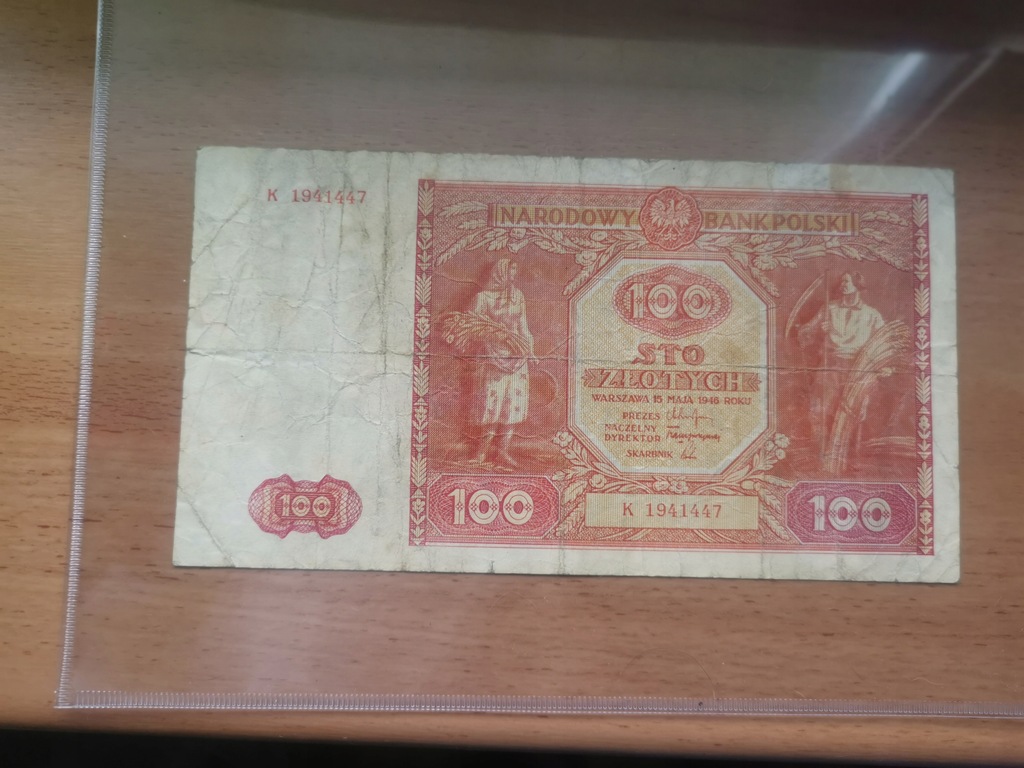 K 1941447
NARODOWY BANK POLSKI
100
STO
ZŁOTYCH
WARSZAWA 15 MAJA 1946 ROKU
PREZES
NACZELNY
DYREKTOR
SKARBNIK
100
100
K 1941447
100